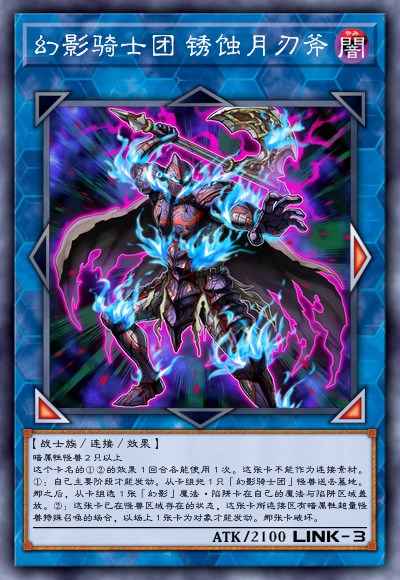 幻影骑士团 锈蚀月刃斧
やみ
闇
【战士族／连接／效果】
暗属性怪兽2只以上
这个卡名的①②的效果1回合各能使用1次。这张卡不能作为连接素材。
①：自己主要阶段才能发动。从卡组把1只「幻影骑士团」怪兽送去墓地。
那之后，从卡组选1张「幻影」魔法·陷阱卡在自己的魔法与陷阱区域盖
放。②：这张卡已在怪兽区域存在的状态，这张卡所连接区有暗属性超量怪
兽特殊召唤的场合，以场上1张卡为对象才能发动。那张卡破坏。
ATK/2100 LINK-3